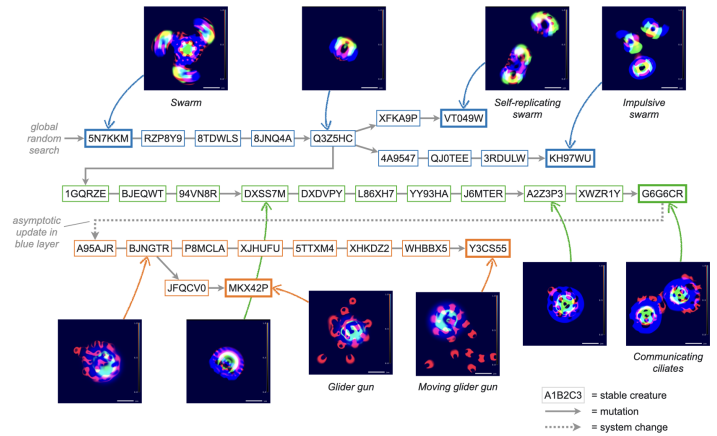 Swarm
Self-replicating
swarm
Impulsive
swarm
global
random
search
5N7KKM
RZP8Y9
8TDWLS
8JNQ4A
Q3Z5HC
XFKA9P
VT049W
4A9547
QJ0TEE
3RDULW
KH97WU
1GQRZE
BJEQWT
94VN8R
DXSS7M
DXDVPY
L86XH7
YY93HA
J6MTER
A2Z3P3
XWZR1Y
G6G6CR
asymptotic
update in
blue layer
A95AJR
BJNGTR
P8MCLA
XJHUFU
5TTXM4
XHKDZ2
WHBBX5
Y3CS55
JFQCV0
MKX42P
Glider gun
Moving glider gun
Communicating
ciliates
A1B2C3 = stable creature
= mutation
= system change